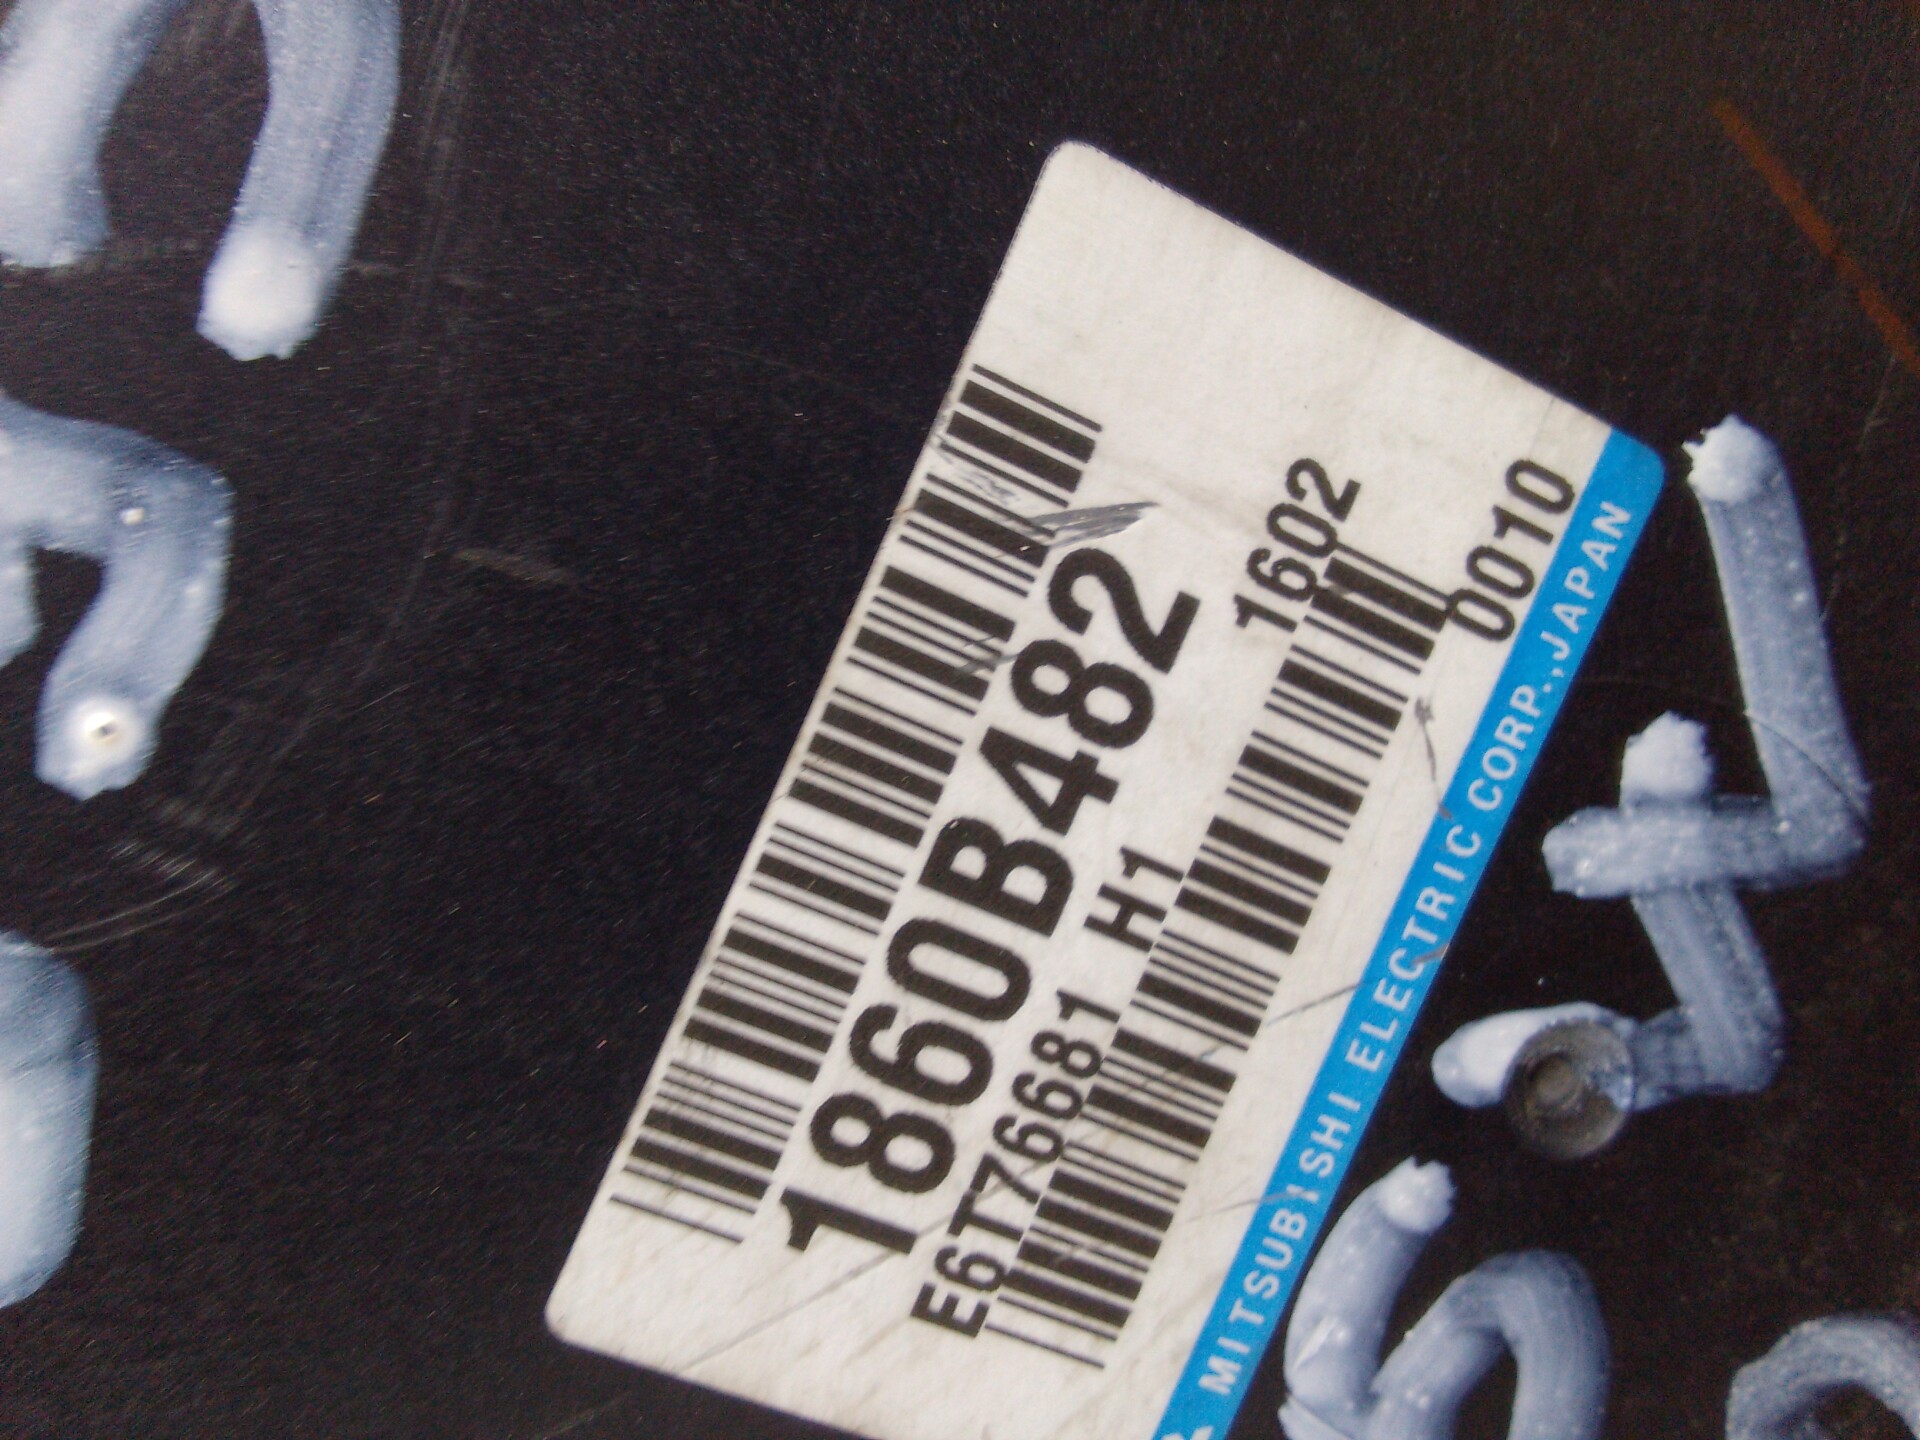 1860B482
E6T76681 H1 1602
0010
MITSUBISHI ELECTRIC CORP.,JAPAN